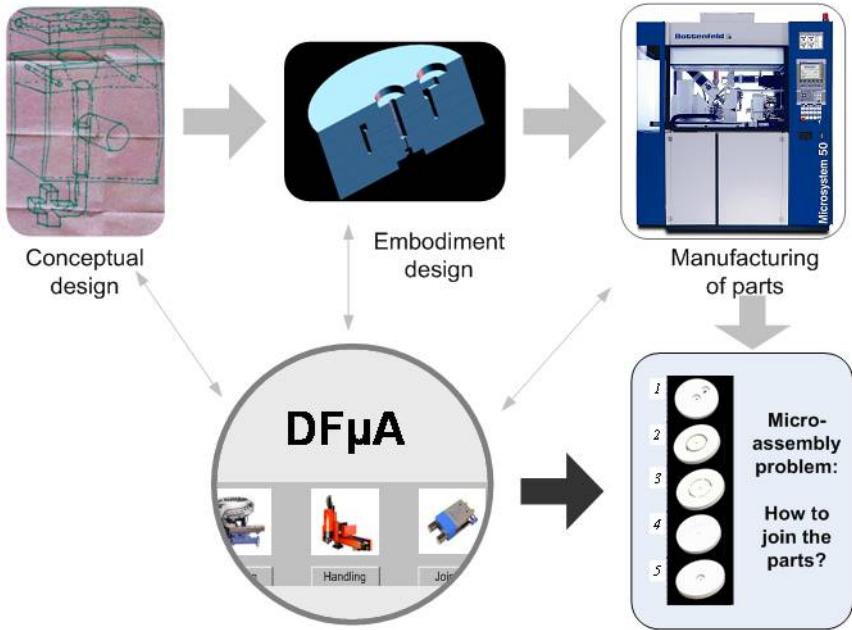 Battenfeld
Microsystem 50
Conceptual
design
Embodiment
design
Manufacturing
of parts
DFµA
Handling
1
2
3
4
5
Micro-
assembly
problem:
How to
join the
parts?